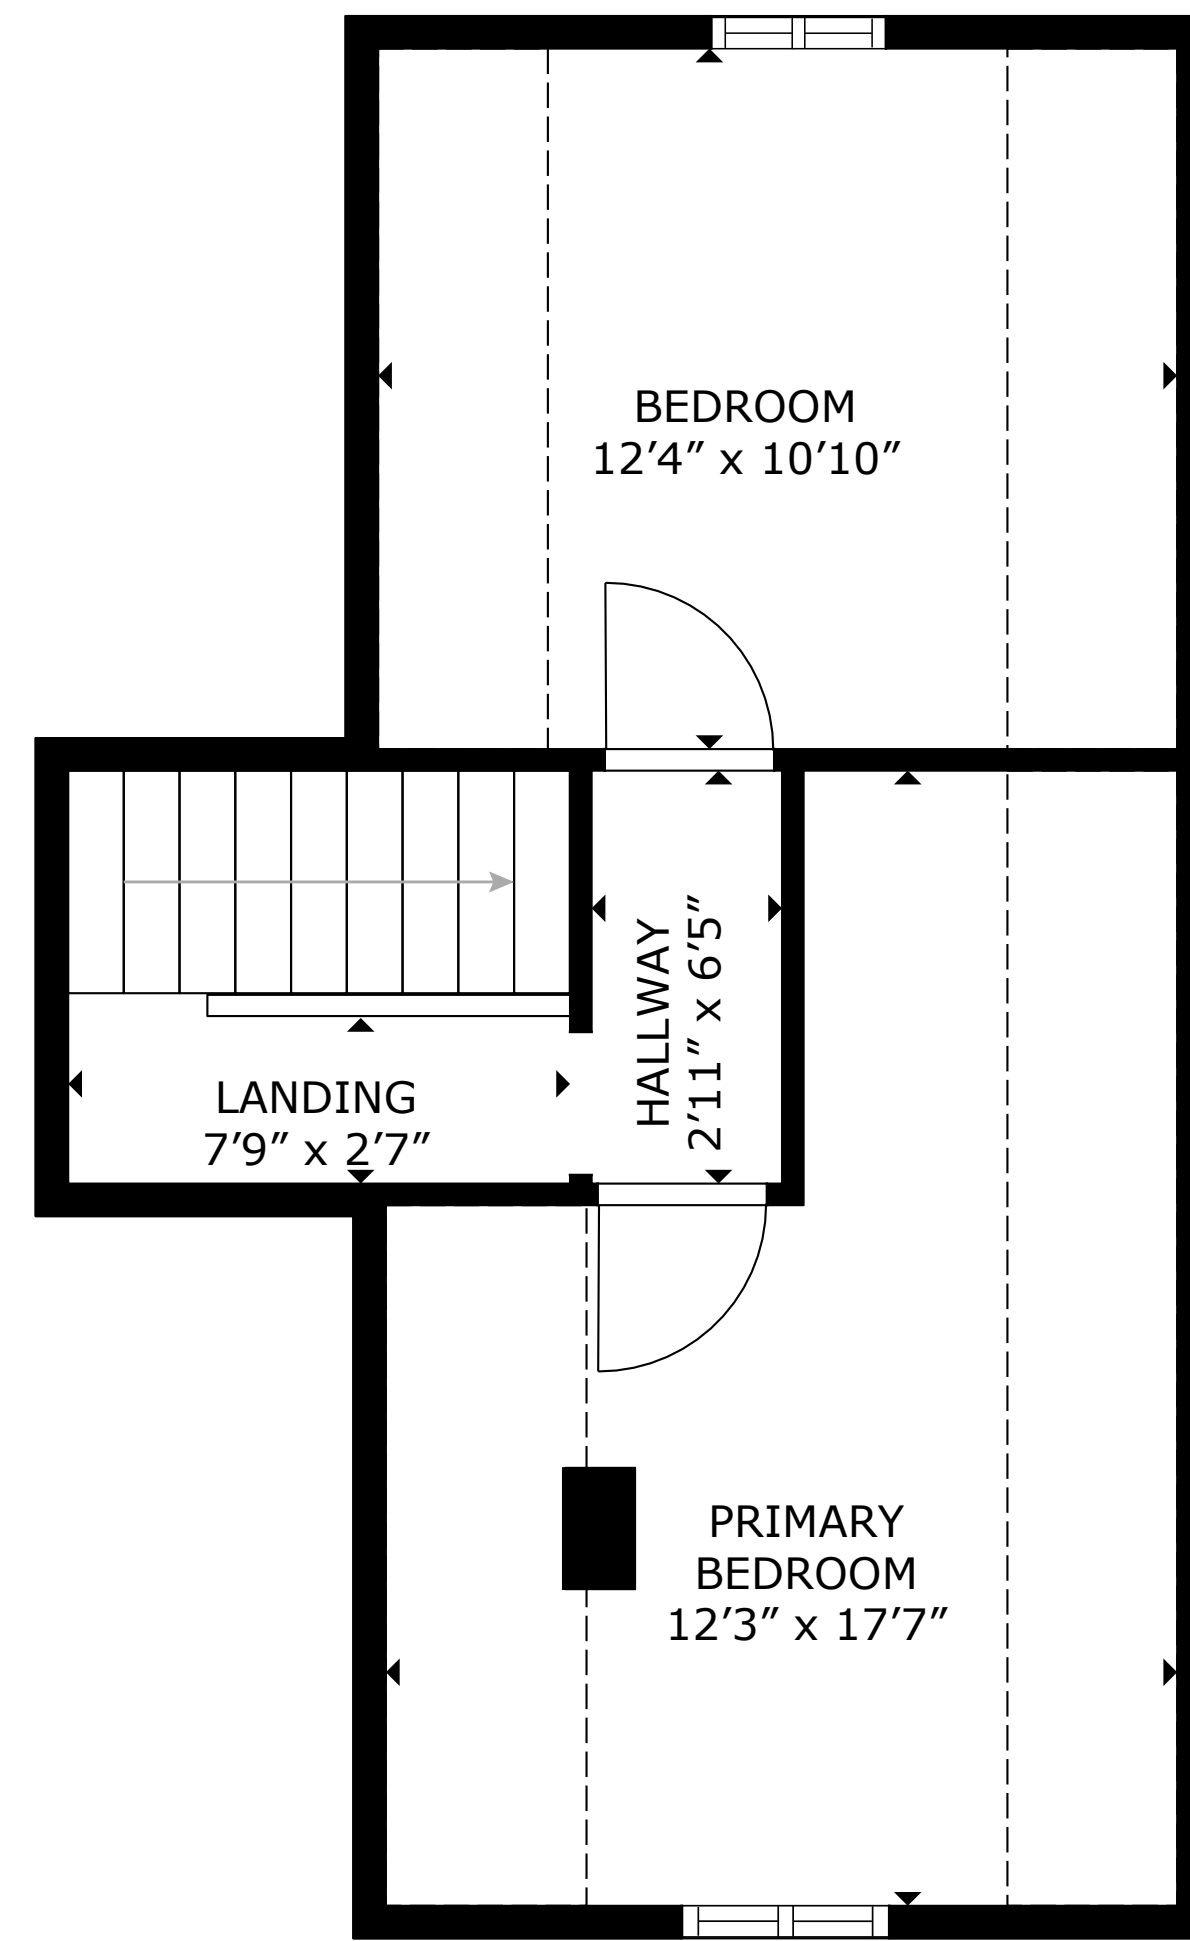 BEDROOM
12′4″ x 10′10″
HALLWAY
2′11″ x 6′5″
LANDING
7′9″ x 2′7″
PRIMARY
BEDROOM
12′3″ x 17′7″